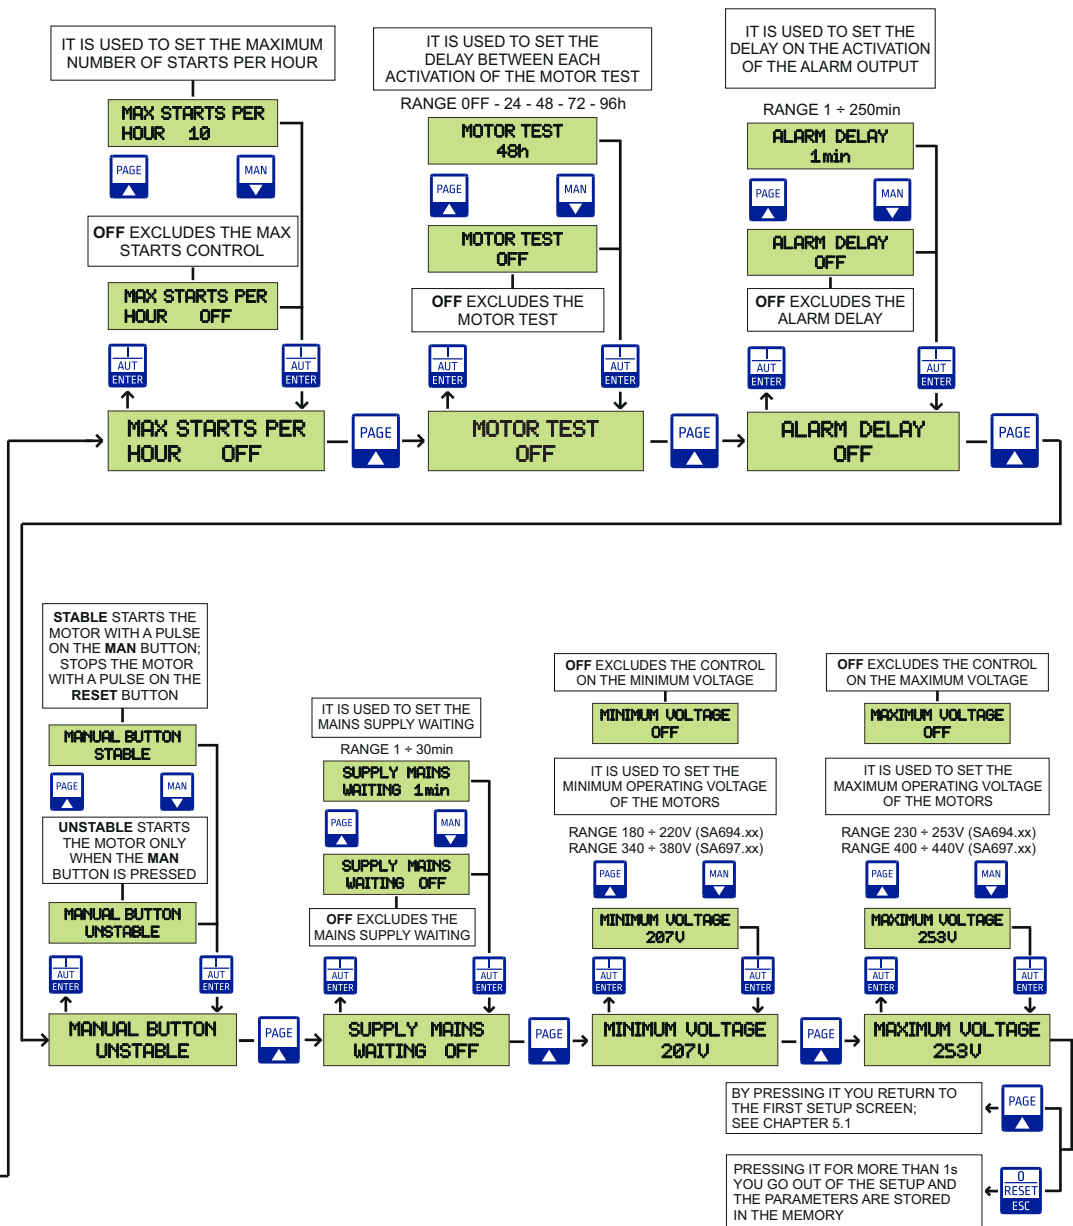 IT IS USED TO SET THE MAXIMUM
NUMBER OF STARTS PER HOUR
MAX STARTS PER
HOUR 10
PAGE
MAN
OFF EXCLUDES THE MAX
STARTS CONTROL
MAX STARTS PER
HOUR OFF
I
AUT
ENTER
I
AUT
ENTER
MAX STARTS PER
HOUR OFF
PAGE
IT IS USED TO SET THE
DELAY BETWEEN EACH
ACTIVATION OF THE MOTOR TEST
RANGE 0FF - 24 - 48 - 72 - 96h
MOTOR TEST
48h
PAGE
MAN
MOTOR TEST
OFF
OFF EXCLUDES THE
MOTOR TEST
I
AUT
ENTER
I
AUT
ENTER
MOTOR TEST
OFF
PAGE
IT IS USED TO SET THE
DELAY ON THE ACTIVATION
OF THE ALARM OUTPUT
RANGE 1 ÷ 250min
ALARM DELAY
1min
PAGE
MAN
ALARM DELAY
OFF
OFF EXCLUDES THE
ALARM DELAY
I
AUT
ENTER
I
AUT
ENTER
ALARM DELAY
OFF
PAGE
STABLE STARTS THE
MOTOR WITH A PULSE
ON THE MAN BUTTON;
STOPS THE MOTOR
WITH A PULSE ON THE
RESET BUTTON
MANUAL BUTTON
STABLE
PAGE
MAN
UNSTABLE STARTS
THE MOTOR ONLY
WHEN THE MAN
BUTTON IS PRESSED
MANUAL BUTTON
UNSTABLE
I
AUT
ENTER
I
AUT
ENTER
MANUAL BUTTON
UNSTABLE
PAGE
IT IS USED TO SET THE
MAINS SUPPLY WAITING
RANGE 1 ÷ 30min
SUPPLY MAINS
WAITING 1min
PAGE
MAN
SUPPLY MAINS
WAITING OFF
OFF EXCLUDES THE
MAINS SUPPLY WAITING
I
AUT
ENTER
I
AUT
ENTER
SUPPLY MAINS
WAITING OFF
PAGE
OFF EXCLUDES THE CONTROL
ON THE MINIMUM VOLTAGE
MINIMUM VOLTAGE
OFF
IT IS USED TO SET THE
MINIMUM OPERATING VOLTAGE
OF THE MOTORS
RANGE 180 ÷ 220V (SA694.xx)
RANGE 340 ÷ 380V (SA697.xx)
PAGE
MAN
MINIMUM VOLTAGE
207V
I
AUT
ENTER
I
AUT
ENTER
MINIMUM VOLTAGE
207V
PAGE
OFF EXCLUDES THE CONTROL
ON THE MAXIMUM VOLTAGE
MAXIMUM VOLTAGE
OFF
IT IS USED TO SET THE
MAXIMUM OPERATING VOLTAGE
OF THE MOTORS
RANGE 230 ÷ 253V (SA694.xx)
RANGE 400 ÷ 440V (SA697.xx)
PAGE
MAN
MAXIMUM VOLTAGE
253V
I
AUT
ENTER
I
AUT
ENTER
MAXIMUM VOLTAGE
253V
BY PRESSING IT YOU RETURN TO
THE FIRST SETUP SCREEN;
SEE CHAPTER 5.1
PAGE
PRESSING IT FOR MORE THAN 1s
YOU GO OUT OF THE SETUP AND
THE PARAMETERS ARE STORED
IN THE MEMORY
0
RESET
ESC